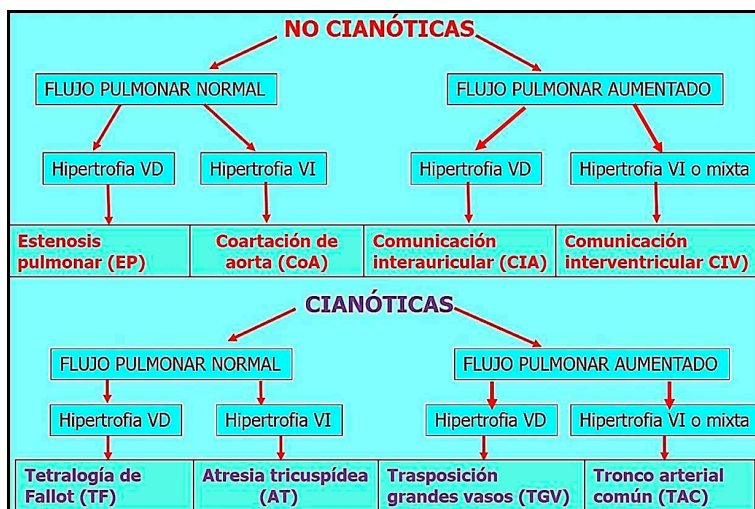 NO CIANÓTICAS
FLUJO PULMONAR NORMAL
FLUJO PULMONAR AUMENTADO
Hipertrofia VD
Hipertrofia VI
Hipertrofia VD
Hipertrofia VI o mixta
Estenosis
pulmonar (EP)
Coartación de
aorta (CoA)
Comunicación
interauricular (CIA)
Comunicación
interventricular CIV)
CIANÓTICAS
FLUJO PULMONAR NORMAL
FLUJO PULMONAR AUMENTADO
Hipertrofia VD
Hipertrofia VI
Hipertrofia VD
Hipertrofia VI o mixta
Tetralogía de
Fallot (TF)
Atresia tricuspídea
(AT)
Trasposición
grandes vasos (TGV)
Tronco arterial
común (TAC)